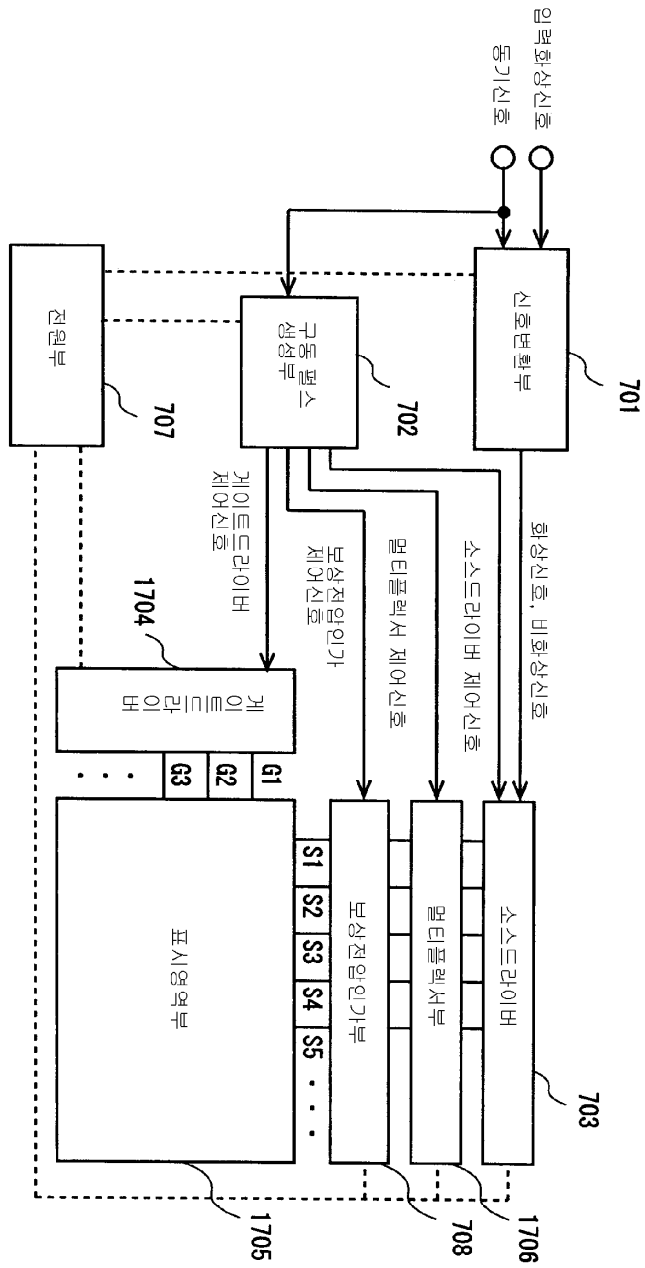 입력화상신호
동기신호
신호변환부
701
구동펄스
생성부
702
전원부
707
화상신호, 비화상신호
소스드라이버 제어신호
멀티플렉서 제어신호
보상전압인가
제어신호
게이트드라이버
제어신호
소스드라이버
703
멀티플렉서부
1706
보상전압인가부
708
S1 S2 S3 S4 S5 · · ·
1704
게이트드라이버
G1
G2
G3
· · ·
표시영역부
1705